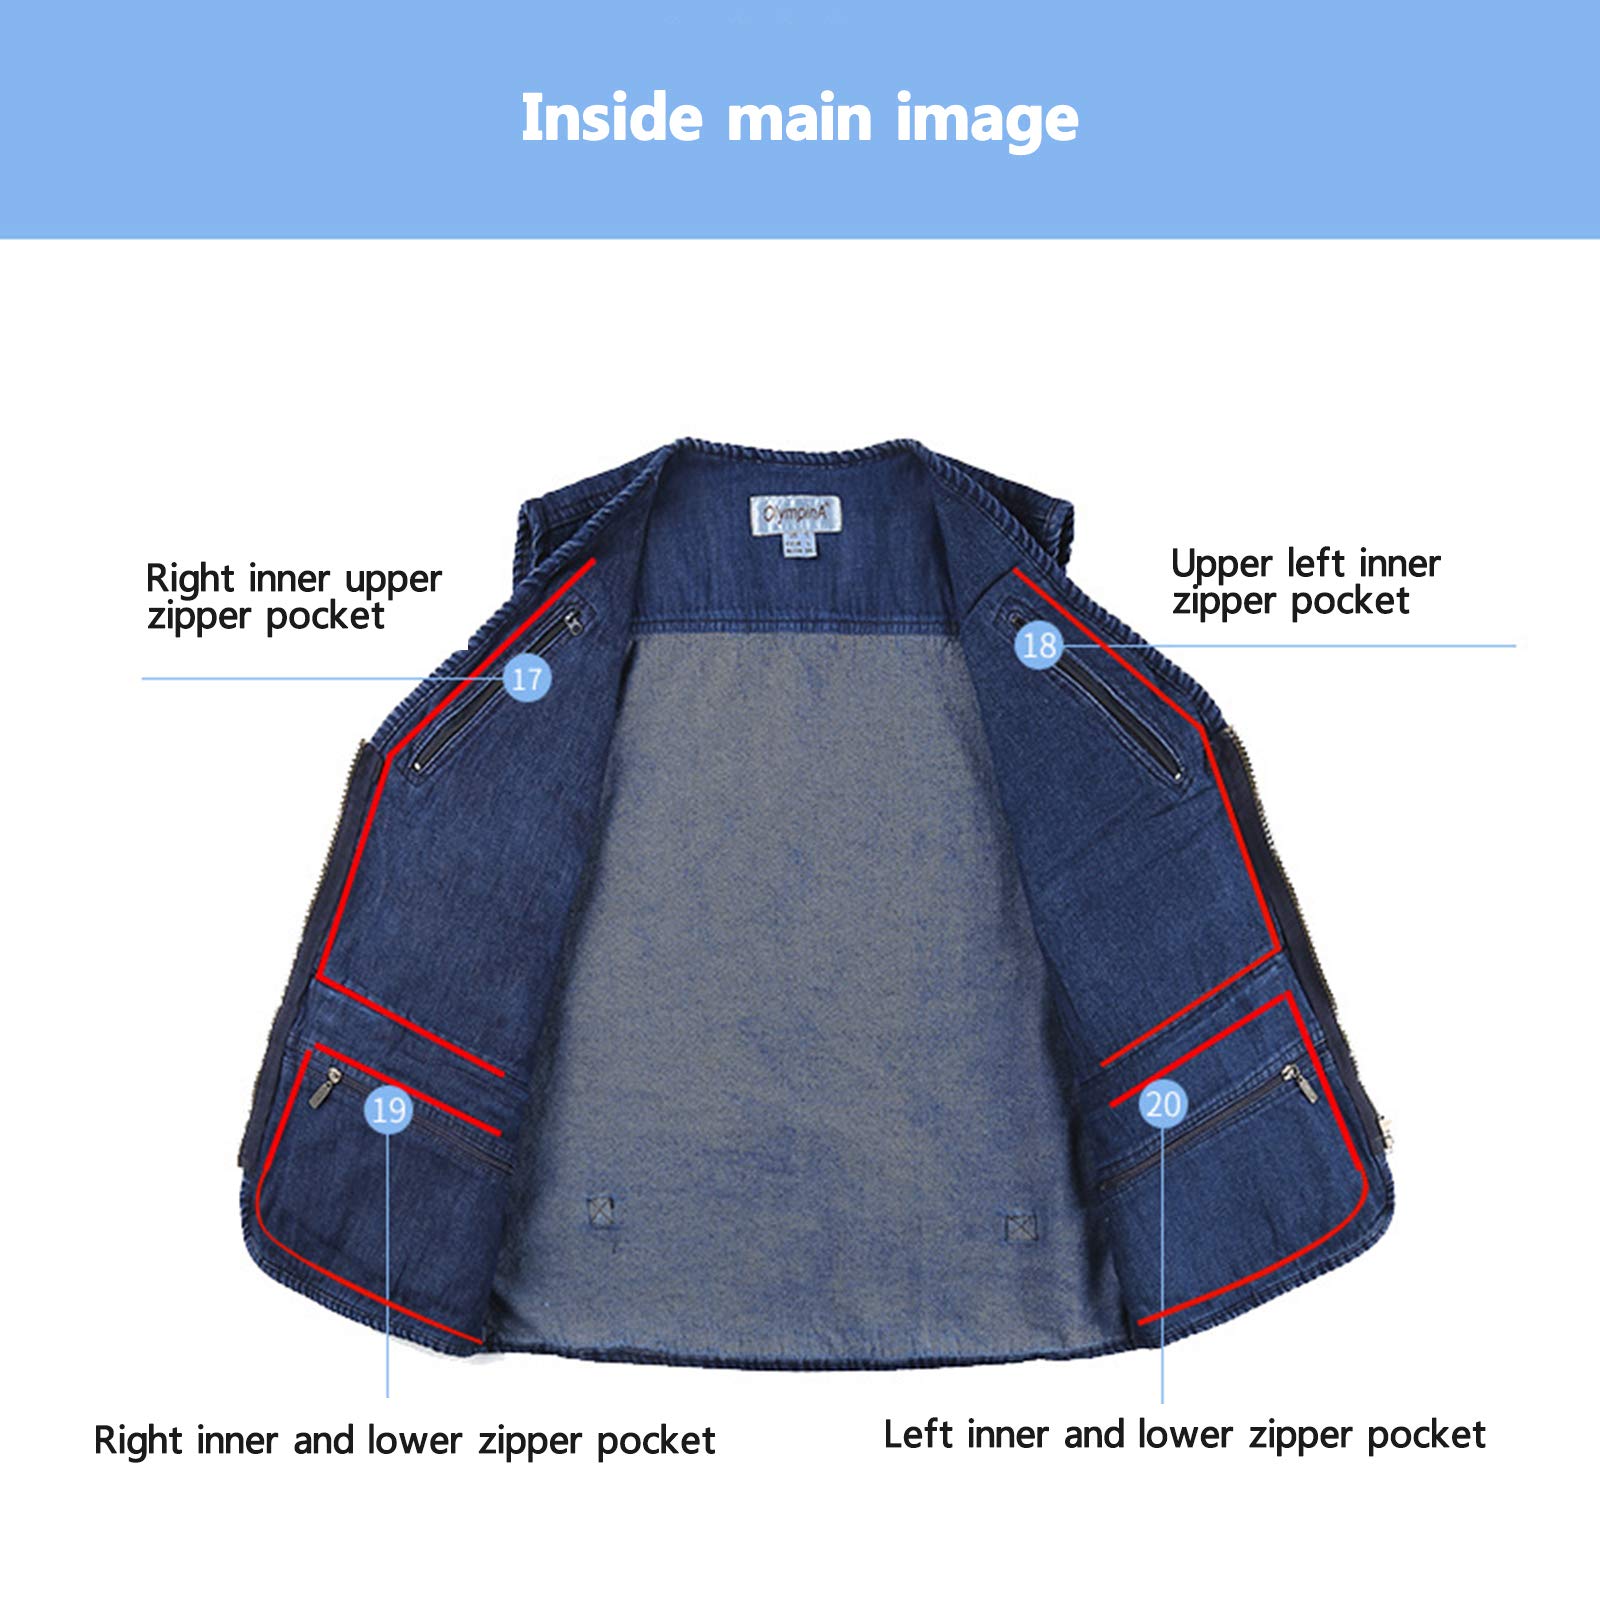 Inside main image
OlympinA
Right inner upper
zipper pocket
Upper left inner
zipper pocket
17
18
19
20
Right inner and lower zipper pocket
Left inner and lower zipper pocket